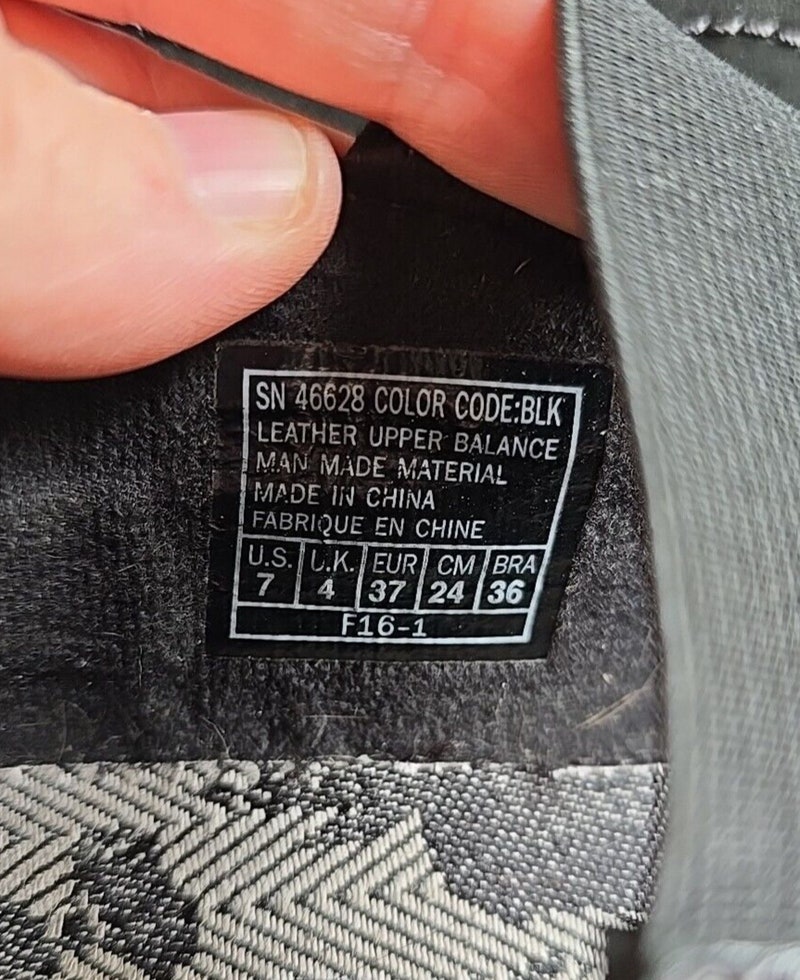 SN 46628 COLOR CODE:BLK
LEATHER UPPER BALANCE
MAN MADE MATERIAL
MADE IN CHINA
FABRIQUE EN CHINE
U.S. U.K. EUR CM BRA
7 4 37 24 36
F16-1